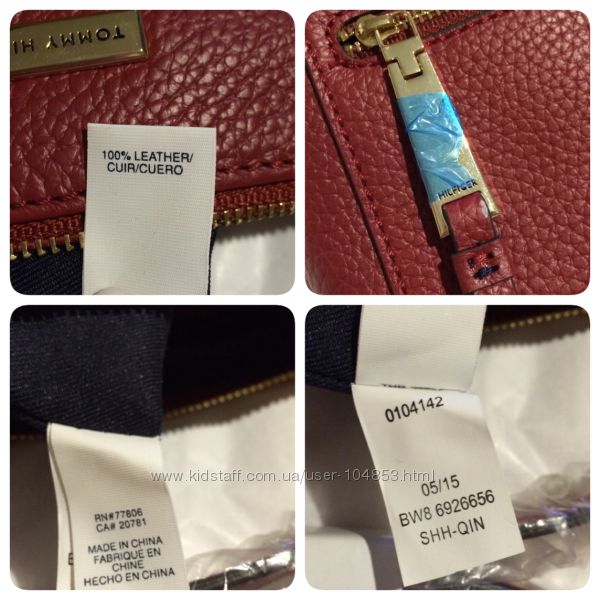 TOMMY HI
100% LEATHER/
CUIR/CUERO
HILFIGER
www.kidstaff.com.ua/user-104853.html
RN#77806
CA# 20781
MADE IN CHINA
FABRIQUE EN
CHINE
HECHO EN CHINA
0104142
05/15
BW8 6926656
SHH-QIN